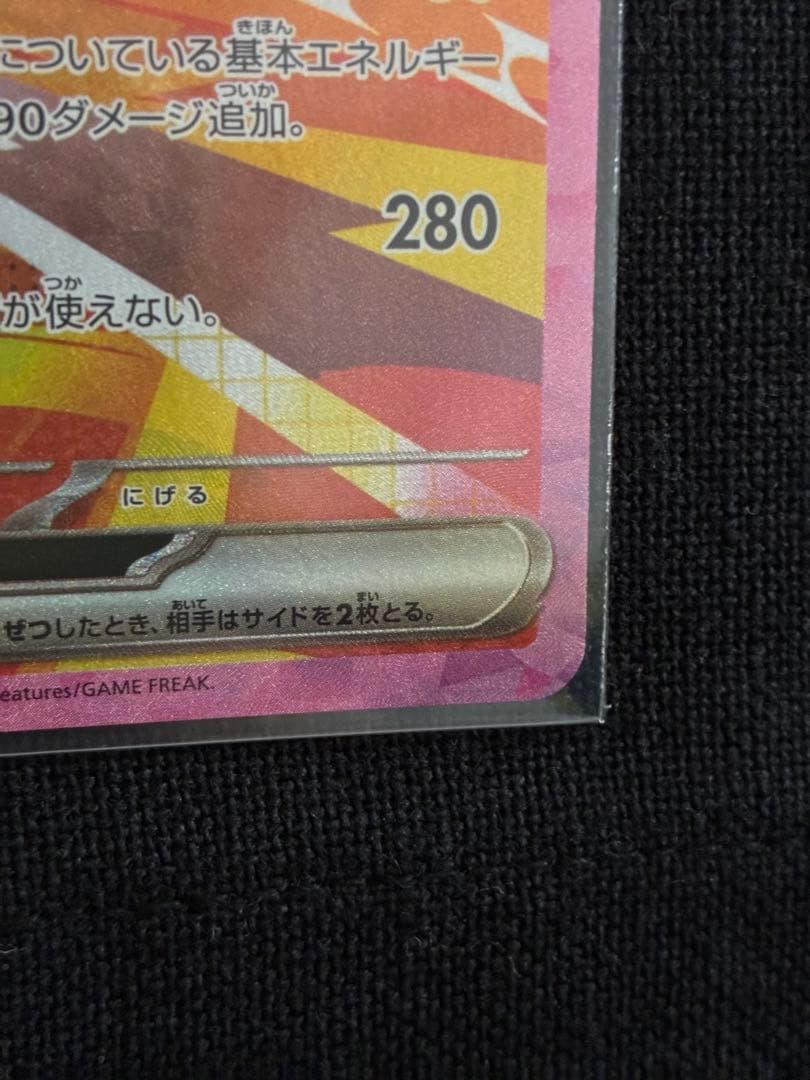 についている基本エネルギー
90ダメージ追加。
280
が使えない。
にげる
ぜつしたとき、相手はサイドを2枚とる。
eatures/GAME FREAK.